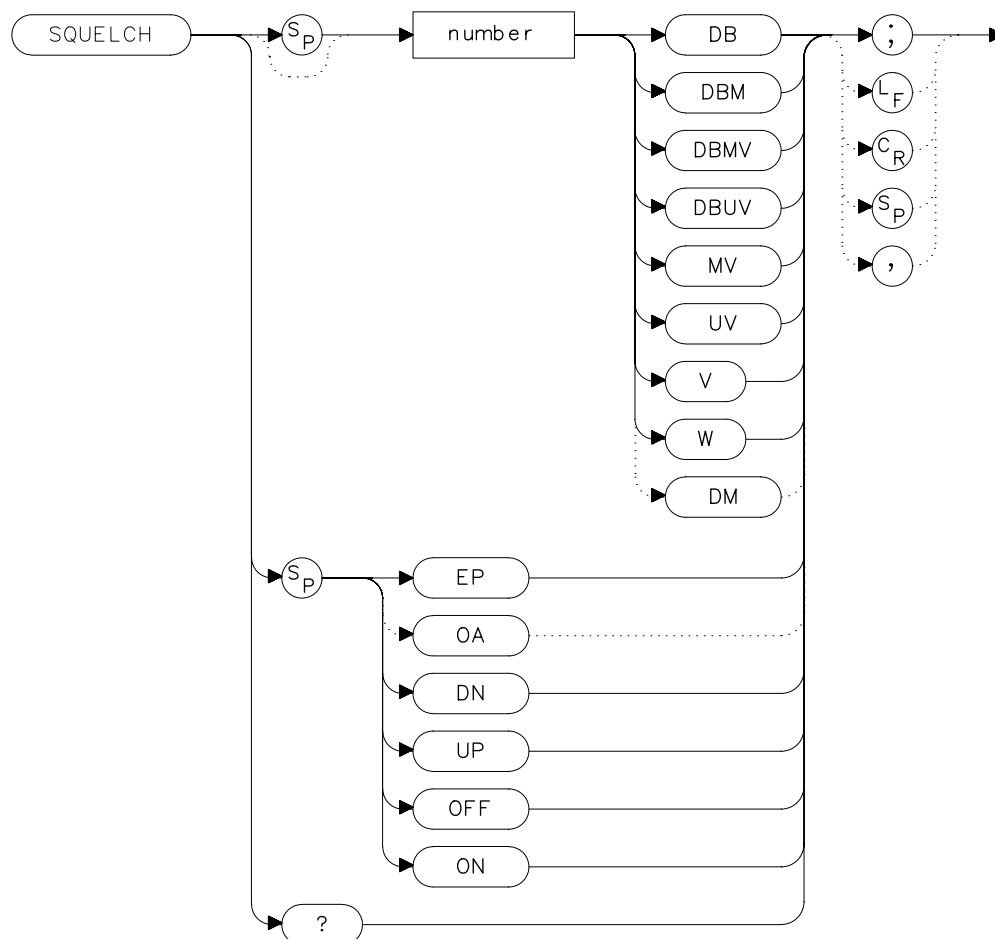 SQUELCH SP number DB ;
DBM LF
DBMV CR
DBUV SP
MV ,
UV
V
W
DM
SP EP
OA
DN
UP
OFF
ON
?